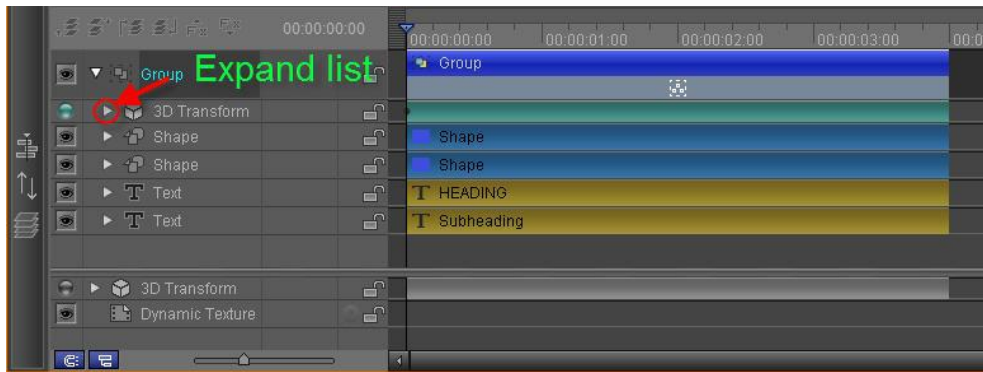 00:00:00:00
00:00:00:00 00:00:01:00 00:00:02:00 00:00:03:00 00:0
Group Expand list Group
3D Transform
Shape Shape
Shape Shape
T Text T HEADING
T Text T Subheading
3D Transform
Dynamic Texture